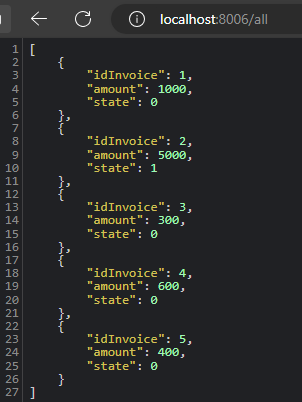 localhost:8006/all
1 [
2     {
3         "idInvoice": 1,
4         "amount": 1000,
5         "state": 0
6     },
7     {
8         "idInvoice": 2,
9         "amount": 5000,
10         "state": 1
11     },
12     {
13         "idInvoice": 3,
14         "amount": 300,
15         "state": 0
16     },
17     {
18         "idInvoice": 4,
19         "amount": 600,
20         "state": 0
21     },
22     {
23         "idInvoice": 5,
24         "amount": 400,
25         "state": 0
26     }
27 ]